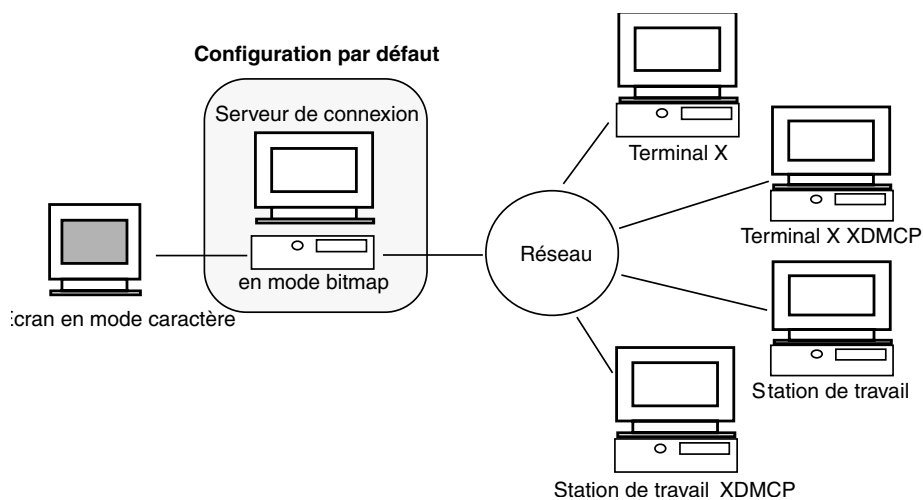 Configuration par défaut
Serveur de connexion
Terminal X
Terminal X XDMCP
Réseau
en mode bitmap
cran en mode caractère
Station de travail
Station de travail XDMCP